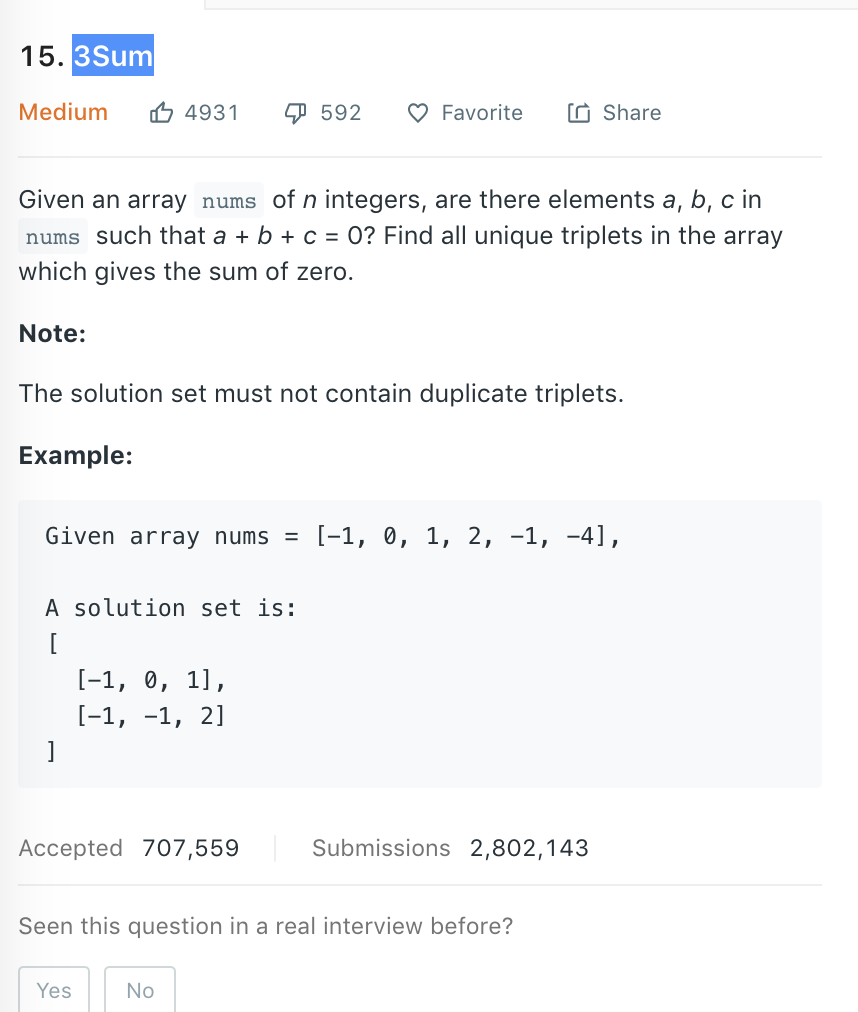 15. 3Sum
Medium 4931 592 Favorite Share
Given an array nums of n integers, are there elements a, b, c in
nums such that a + b + c = 0? Find all unique triplets in the array
which gives the sum of zero.
Note:
The solution set must not contain duplicate triplets.
Example:
Given array nums = [-1, 0, 1, 2, -1, -4],
A solution set is:
[
  [-1, 0, 1],
  [-1, -1, 2]
]
Accepted 707,559 Submissions 2,802,143
Seen this question in a real interview before?
Yes No